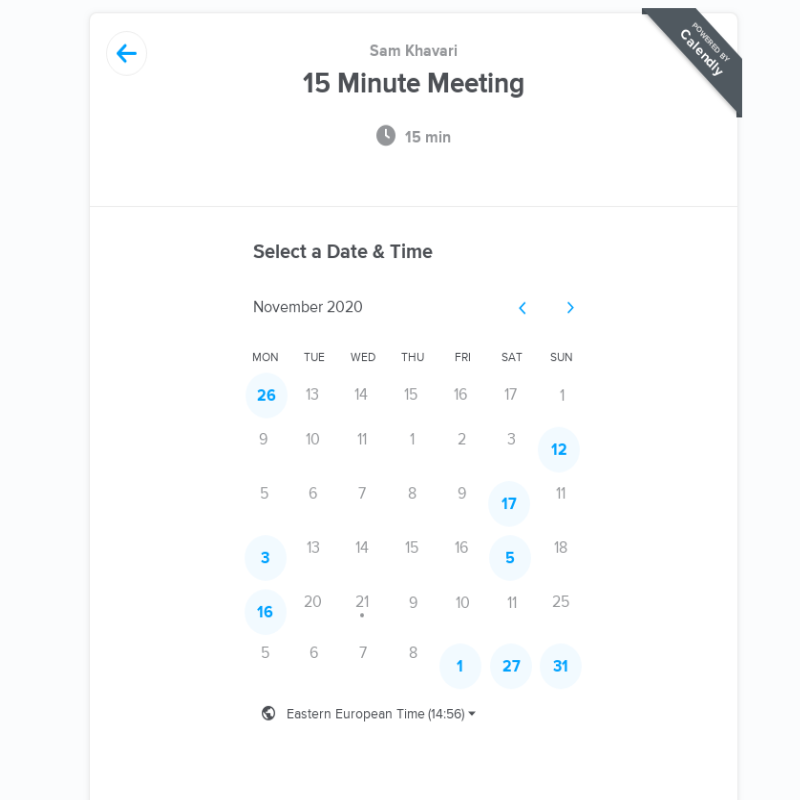 Sam Khavari
POWERED BY
Calendly
15 Minute Meeting
15 min
Select a Date & Time
November 2020
MON TUE WED THU FRI SAT SUN
26 13 14 15 16 17 1
9 10 11 1 2 3 12
5 6 7 8 9 17 11
3 13 14 15 16 5 18
16 20 21 9 10 11 25
5 6 7 8 1 27 31
Eastern European Time (14:56)